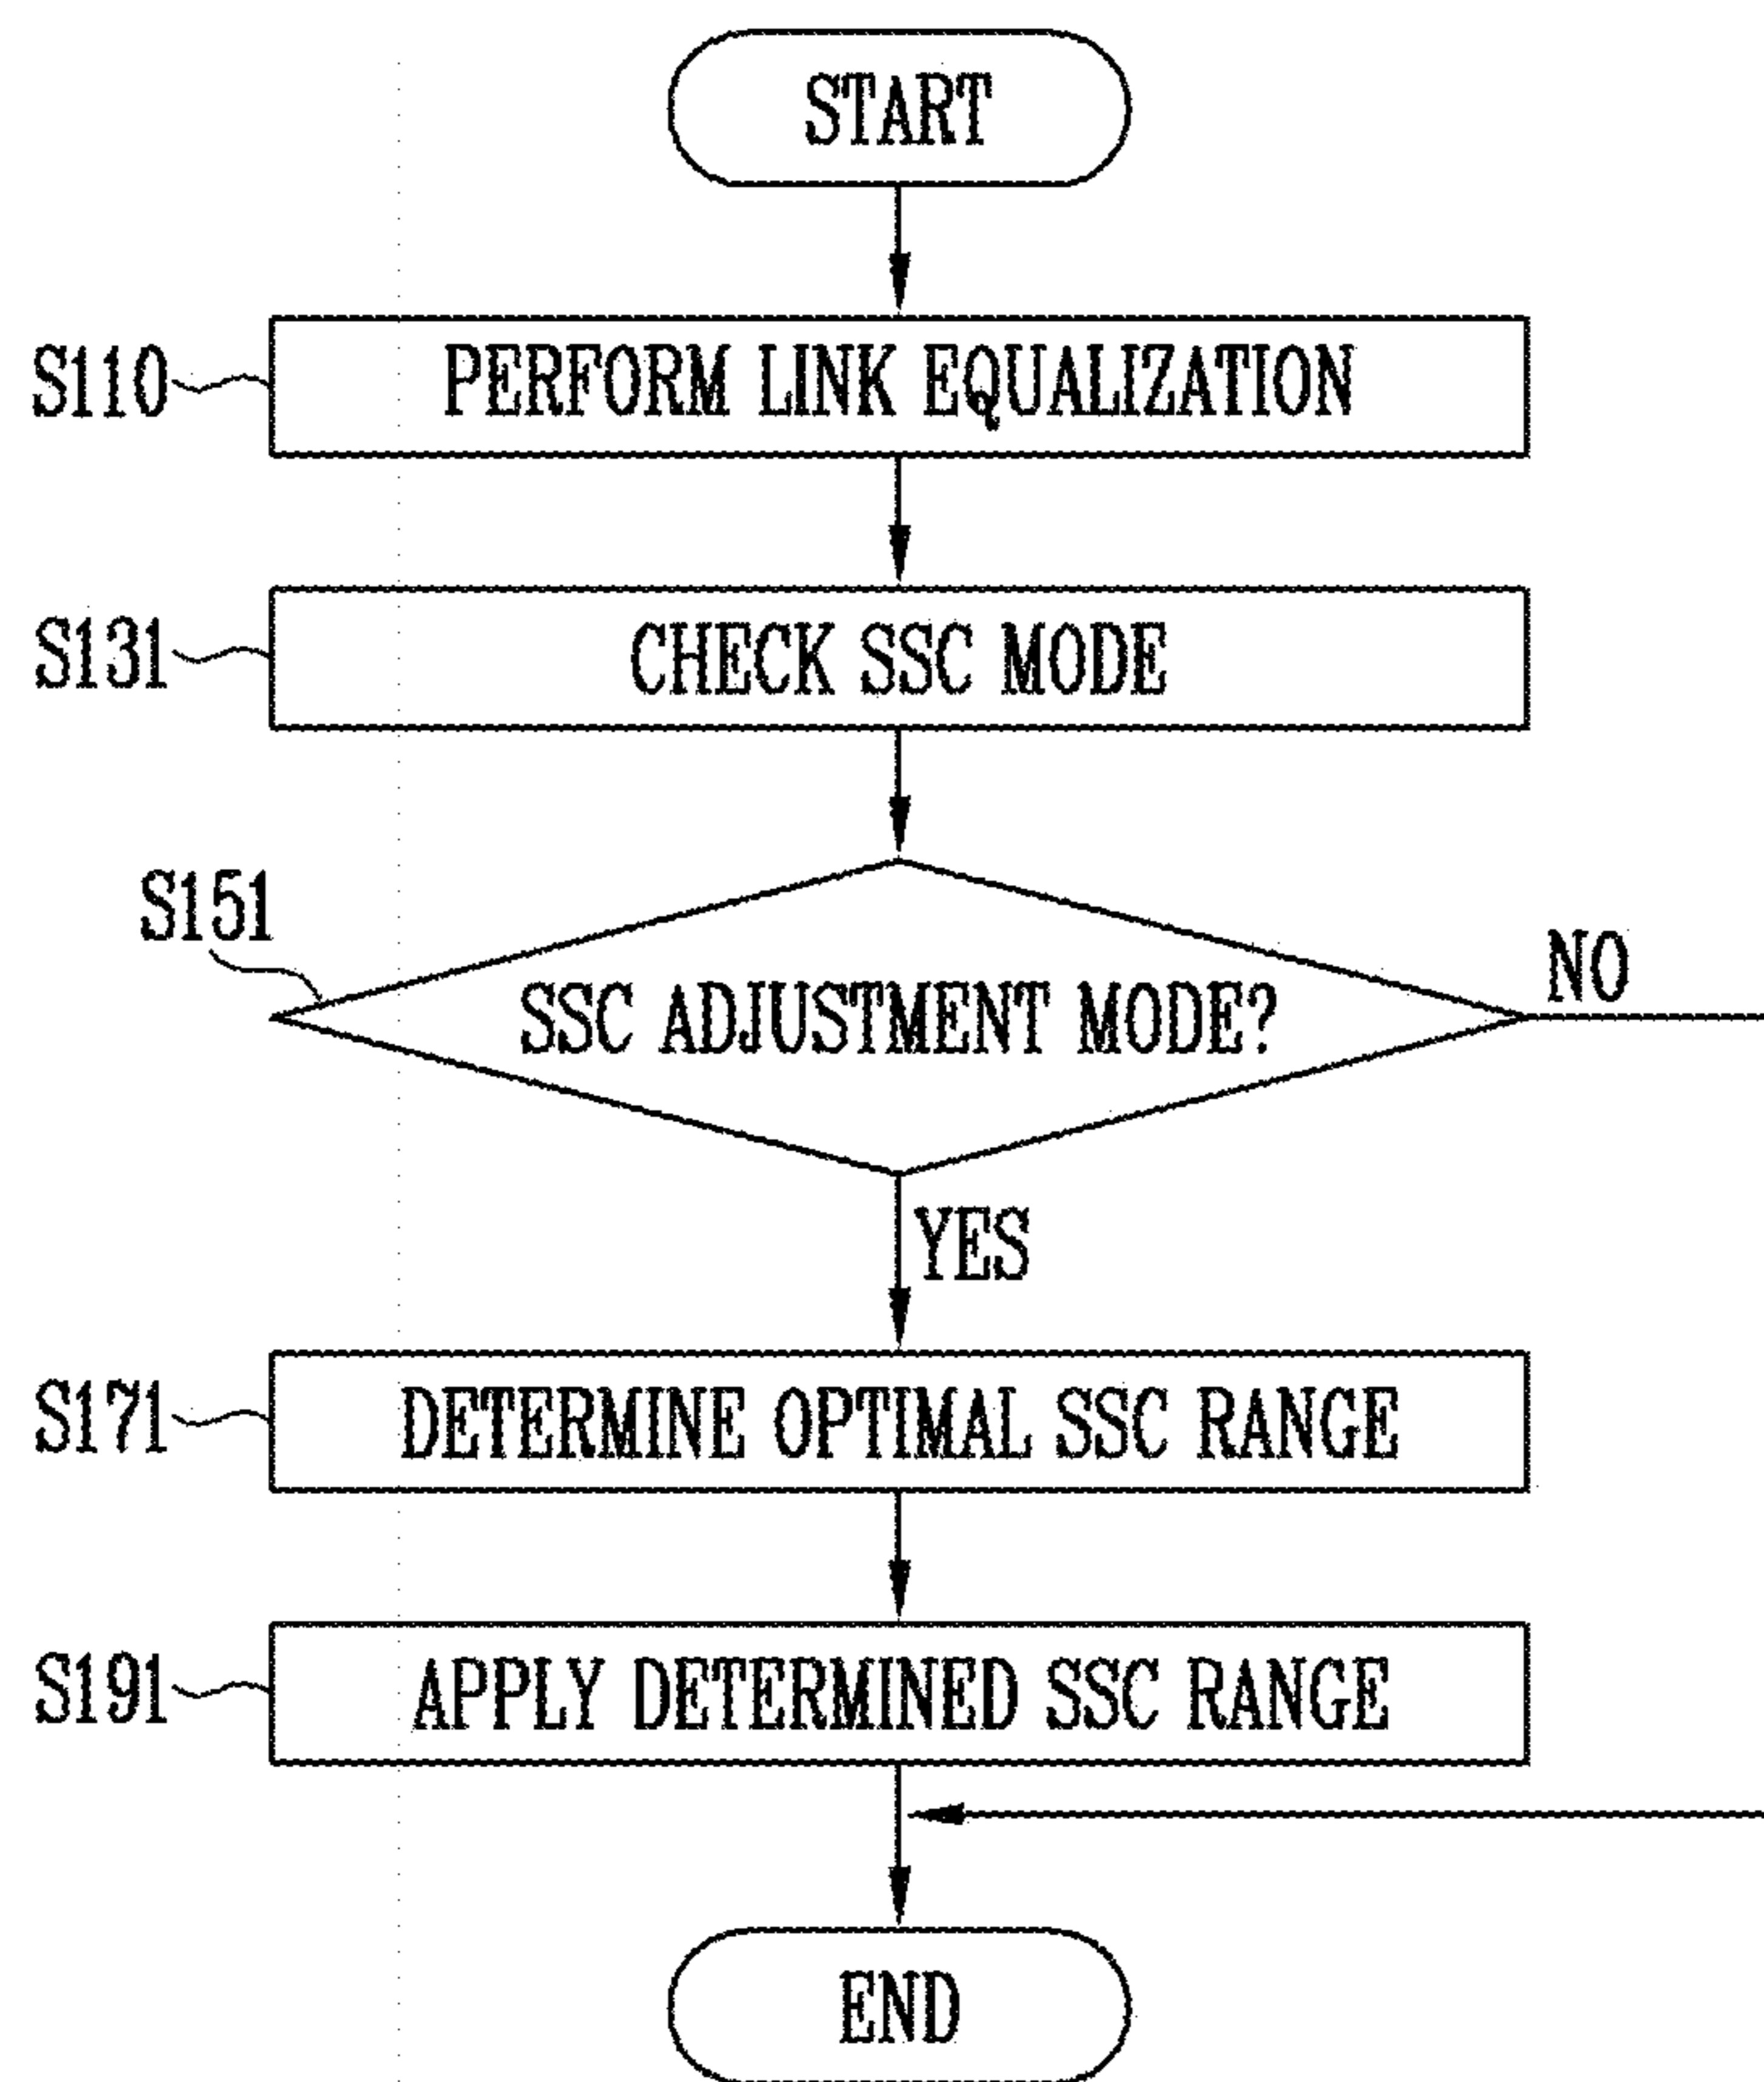 START
S110
PERFORM LINK EQUALIZATION
S131
CHECK SSC MODE
S151
SSC ADJUSTMENT MODE?
NO
YES
S171
DETERMINE OPTIMAL SSC RANGE
S191
APPLY DETERMINED SSC RANGE
END